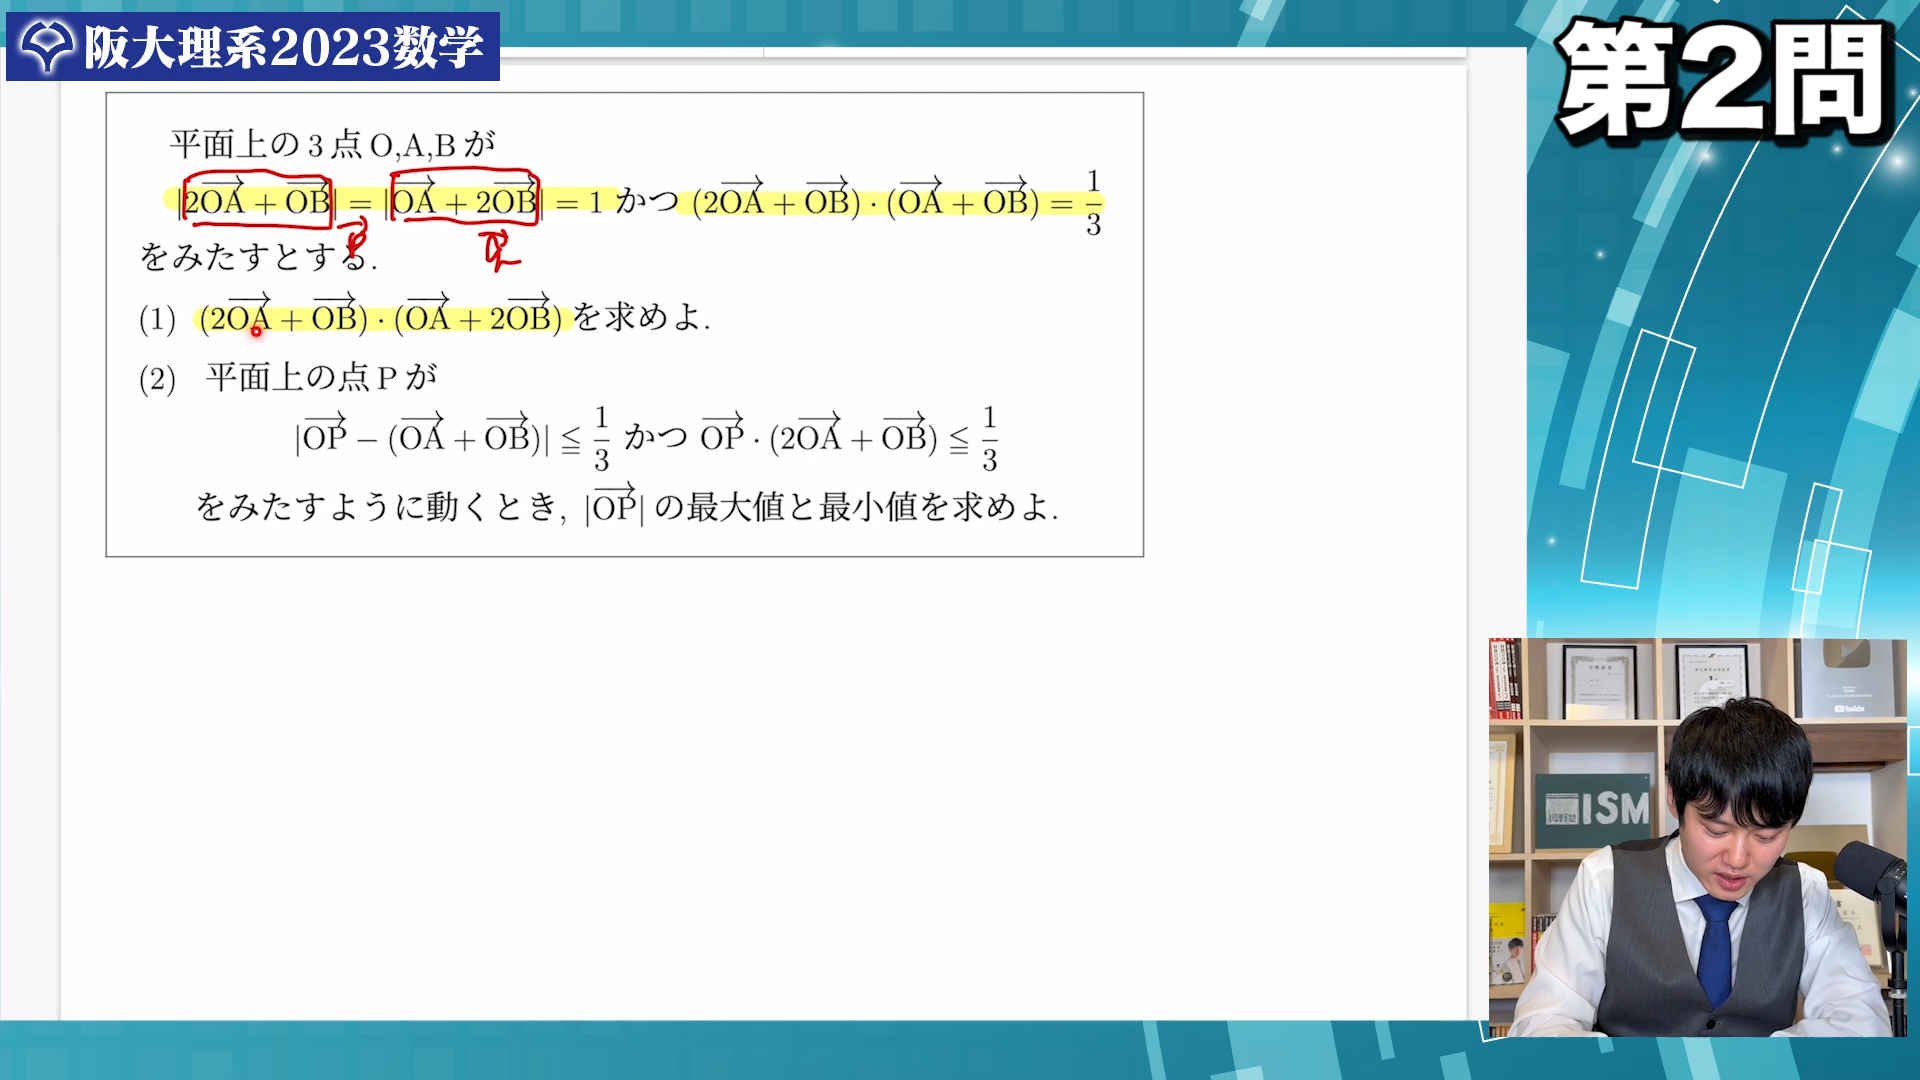 阪大理系2023数学
第2問
平面上の3点O,A,Bが
|2OA→ + OB→| = |OA→ + 2OB→| = 1 かつ (2OA→ + OB→)・(OA→ + OB→) = 1/3
p→
q→
をみたすとする.
(1) (2OA→ + OB→)・(OA→ + 2OB→)を求めよ.
(2) 平面上の点Pが
|OP→ − (OA→ + OB→)| ≦ 1/3 かつ OP→・(2OA→ + OB→) ≦ 1/3
をみたすように動くとき, |OP→| の最大値と最小値を求めよ.
YouTube
ISM